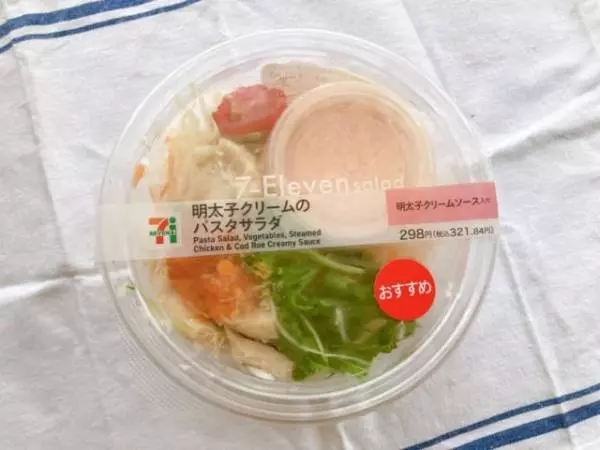 7-Eleven salad
7
ELEVEN
明太子クリームの
パスタサラダ
Pasta Salad, Vegetables, Steamed
Chicken & Cod Roe Creamy Sauce
明太子クリームソース入り
298円(税込321.84円)
おすすめ